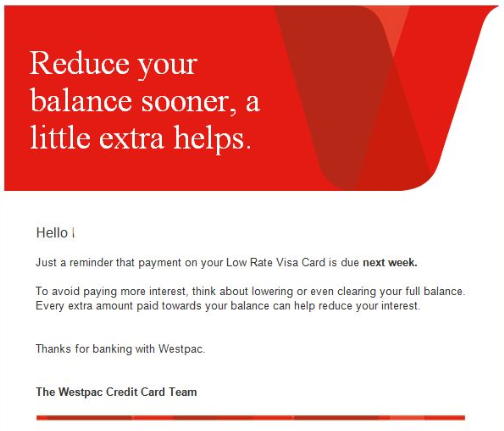 Reduce your
balance sooner, a
little extra helps.
Hello
Just a reminder that payment on your Low Rate Visa Card is due next week.
To avoid paying more interest, think about lowering or even clearing your full balance.
Every extra amount paid towards your balance can help reduce your interest.
Thanks for banking with Westpac.
The Westpac Credit Card Team